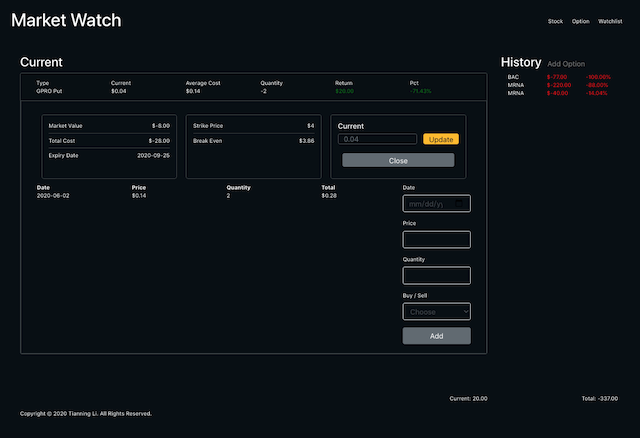 Market Watch
Stock Option Watchlist
Current
History Add Option
Type Current Average Cost Quantity Return Pct
GPRO Put $0.04 $0.14 -2 $20.00 -71.43%
BAC $-77.00 -100.00%
MRNA $-220.00 -88.00%
MRNA $-40.00 -14.04%
Market Value $-8.00
Total Cost $-28.00
Expiry Date 2020-09-25
Strike Price $4
Break Even $3.86
Current
0.04 Update
Close
Date Price Quantity Total
2020-06-02 $0.14 2 $0.28
Date
mm/dd/y
Price
Quantity
Buy / Sell
Choose
Add
Current: 20.00
Total: -337.00
Copyright © 2020 Tianning Li. All Rights Reserved.